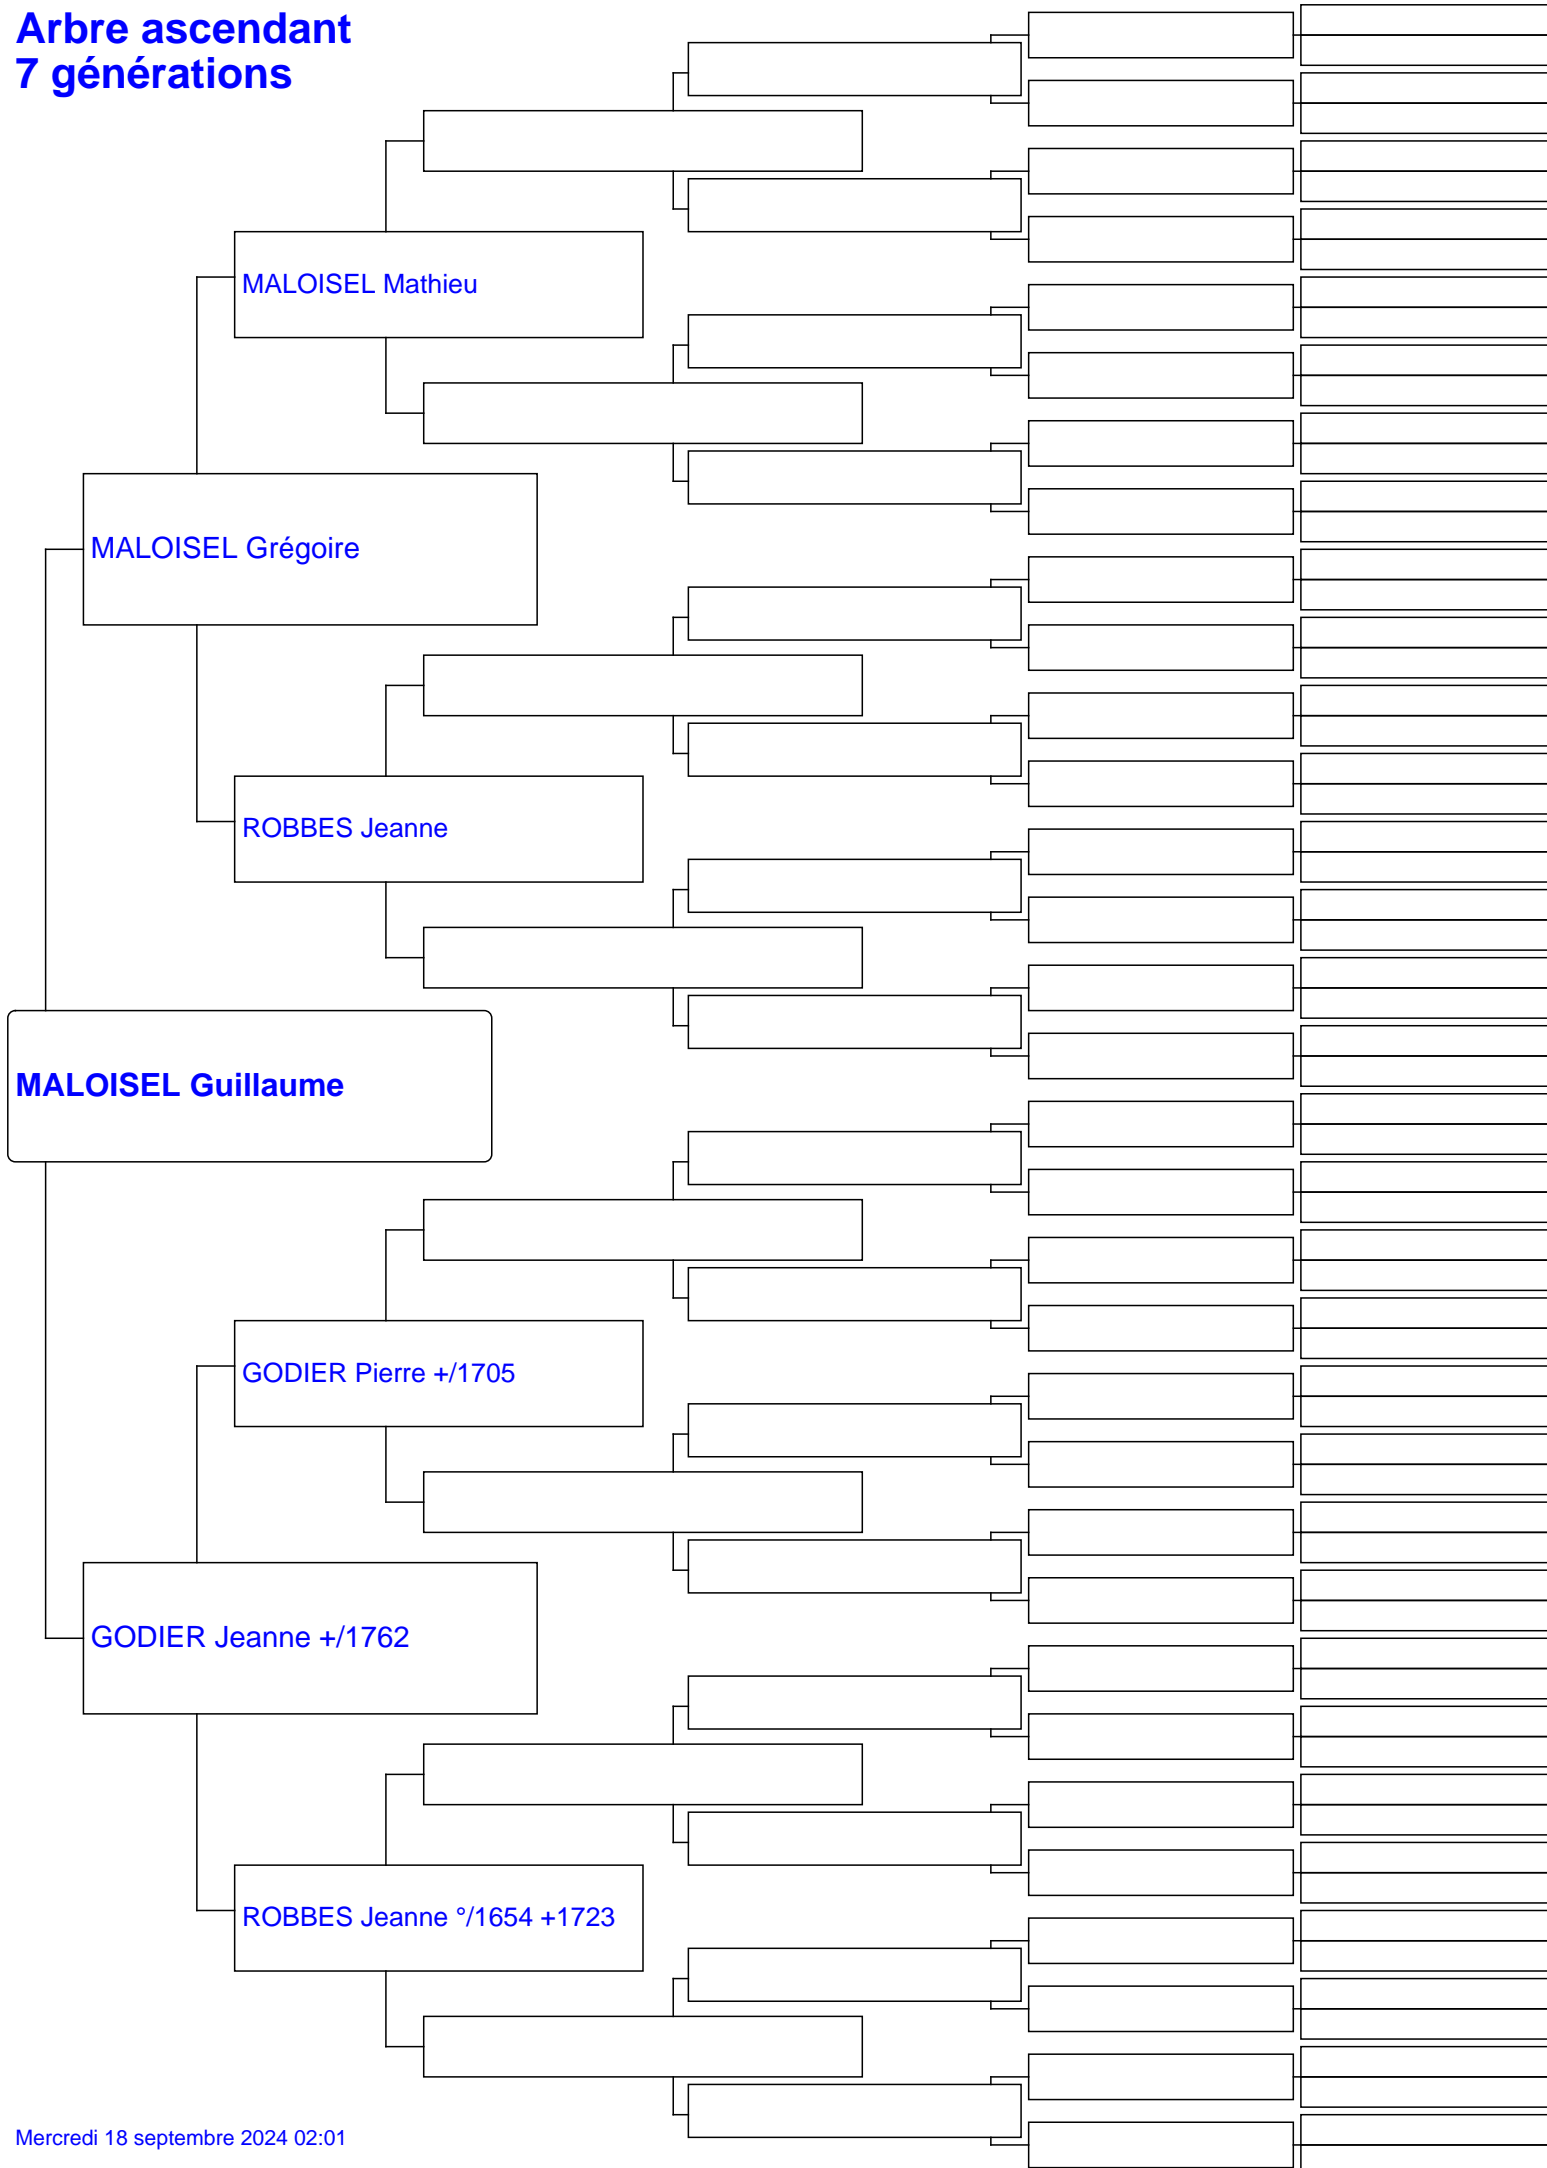 Arbre ascendant
7 générations
MALOISEL Mathieu
MALOISEL Grégoire
ROBBES Jeanne
MALOISEL Guillaume
GODIER Pierre +/1705
GODIER Jeanne +/1762
ROBBES Jeanne °/1654 +1723
Mercredi 18 septembre 2024 02:01